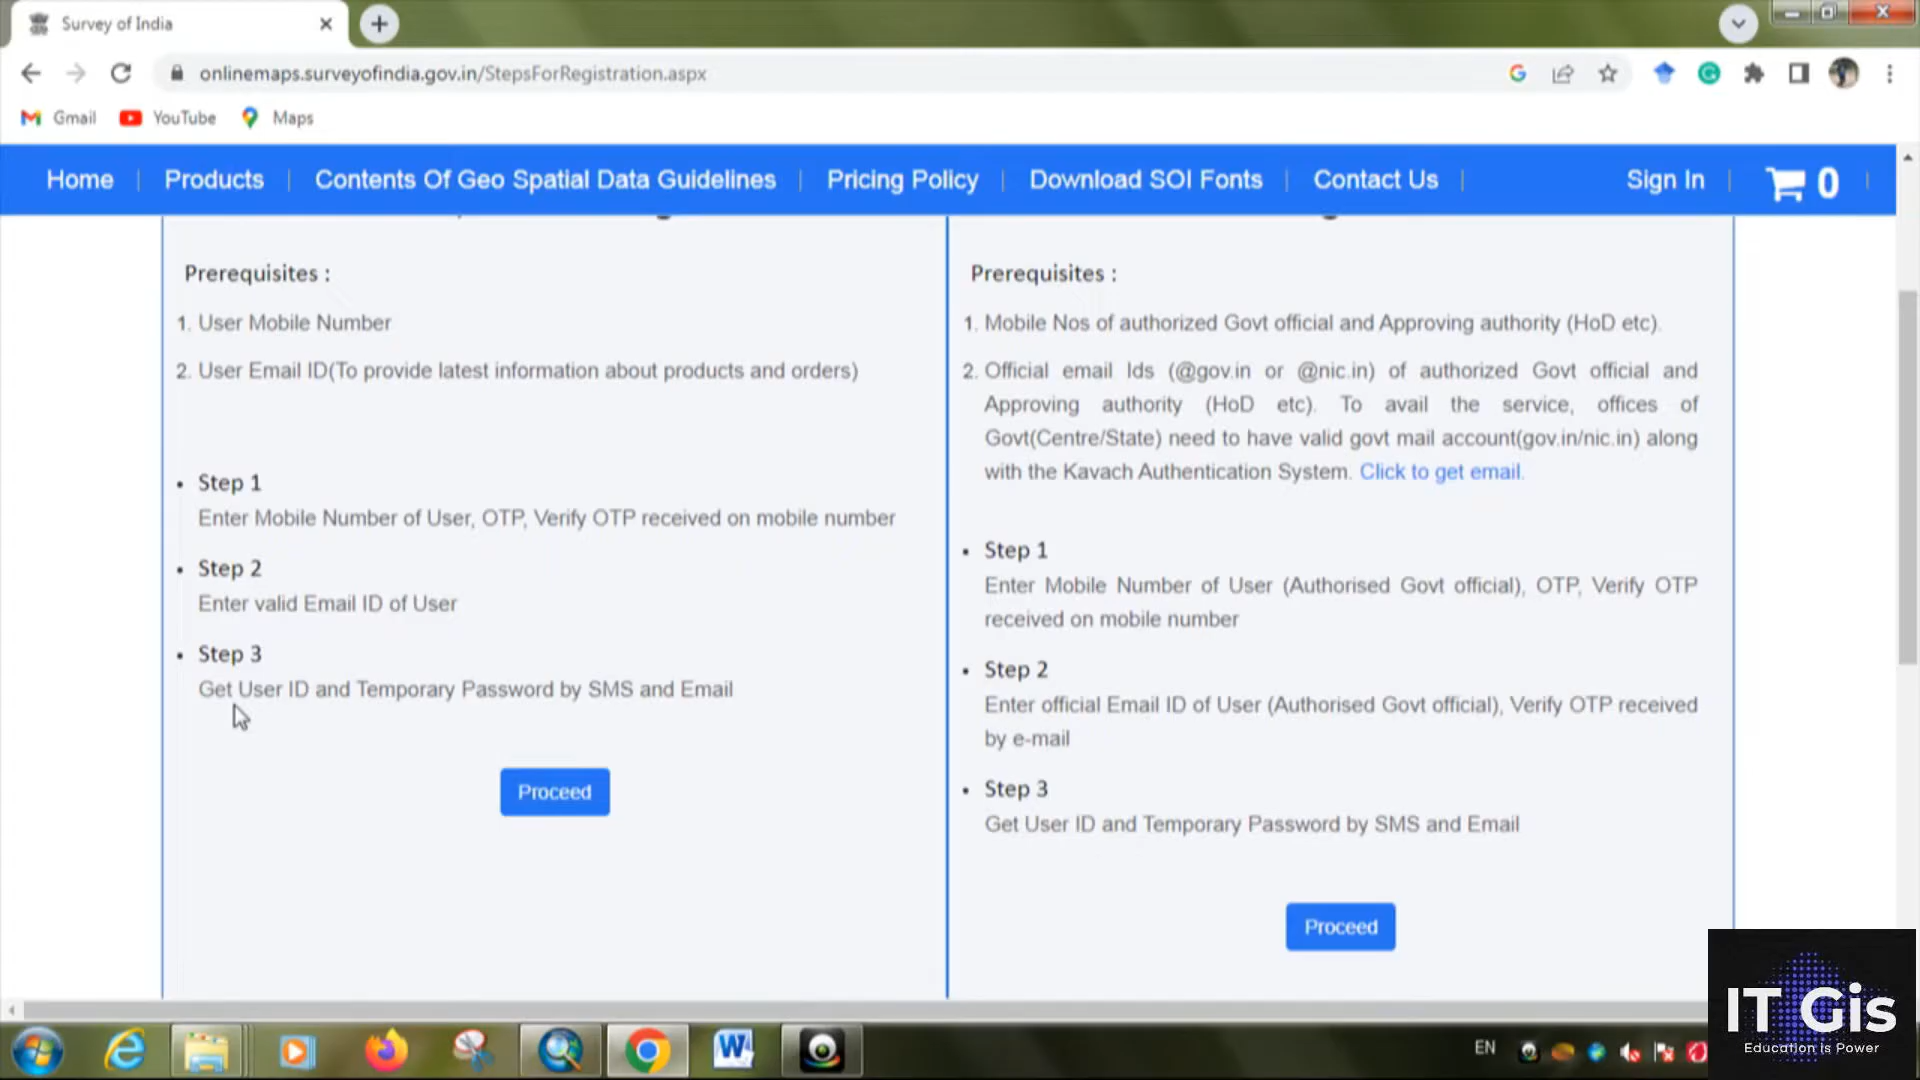 Survey of India
onlinemaps.surveyofindia.gov.in/StepsForRegistration.aspx
Gmail
YouTube
Maps
Home
Products
Contents Of Geo Spatial Data Guidelines
Pricing Policy
Download SOI Fonts
Contact Us
Sign In
0
Prerequisites :
1. User Mobile Number
2. User Email ID(To provide latest information about products and orders)
• Step 1
Enter Mobile Number of User, OTP, Verify OTP received on mobile number
• Step 2
Enter valid Email ID of User
• Step 3
Get User ID and Temporary Password by SMS and Email
Proceed
Prerequisites :
1. Mobile Nos of authorized Govt official and Approving authority (HoD etc).
2. Official email Ids (@gov.in or @nic.in) of authorized Govt official and
Approving authority (HoD etc). To avail the service, offices of
Govt(Centre/State) need to have valid govt mail account(gov.in/nic.in) along
with the Kavach Authentication System. Click to get email.
• Step 1
Enter Mobile Number of User (Authorised Govt official), OTP, Verify OTP
received on mobile number
• Step 2
Enter official Email ID of User (Authorised Govt official), Verify OTP received
by e-mail
• Step 3
Get User ID and Temporary Password by SMS and Email
Proceed
EN
IT Gis
Education is Power